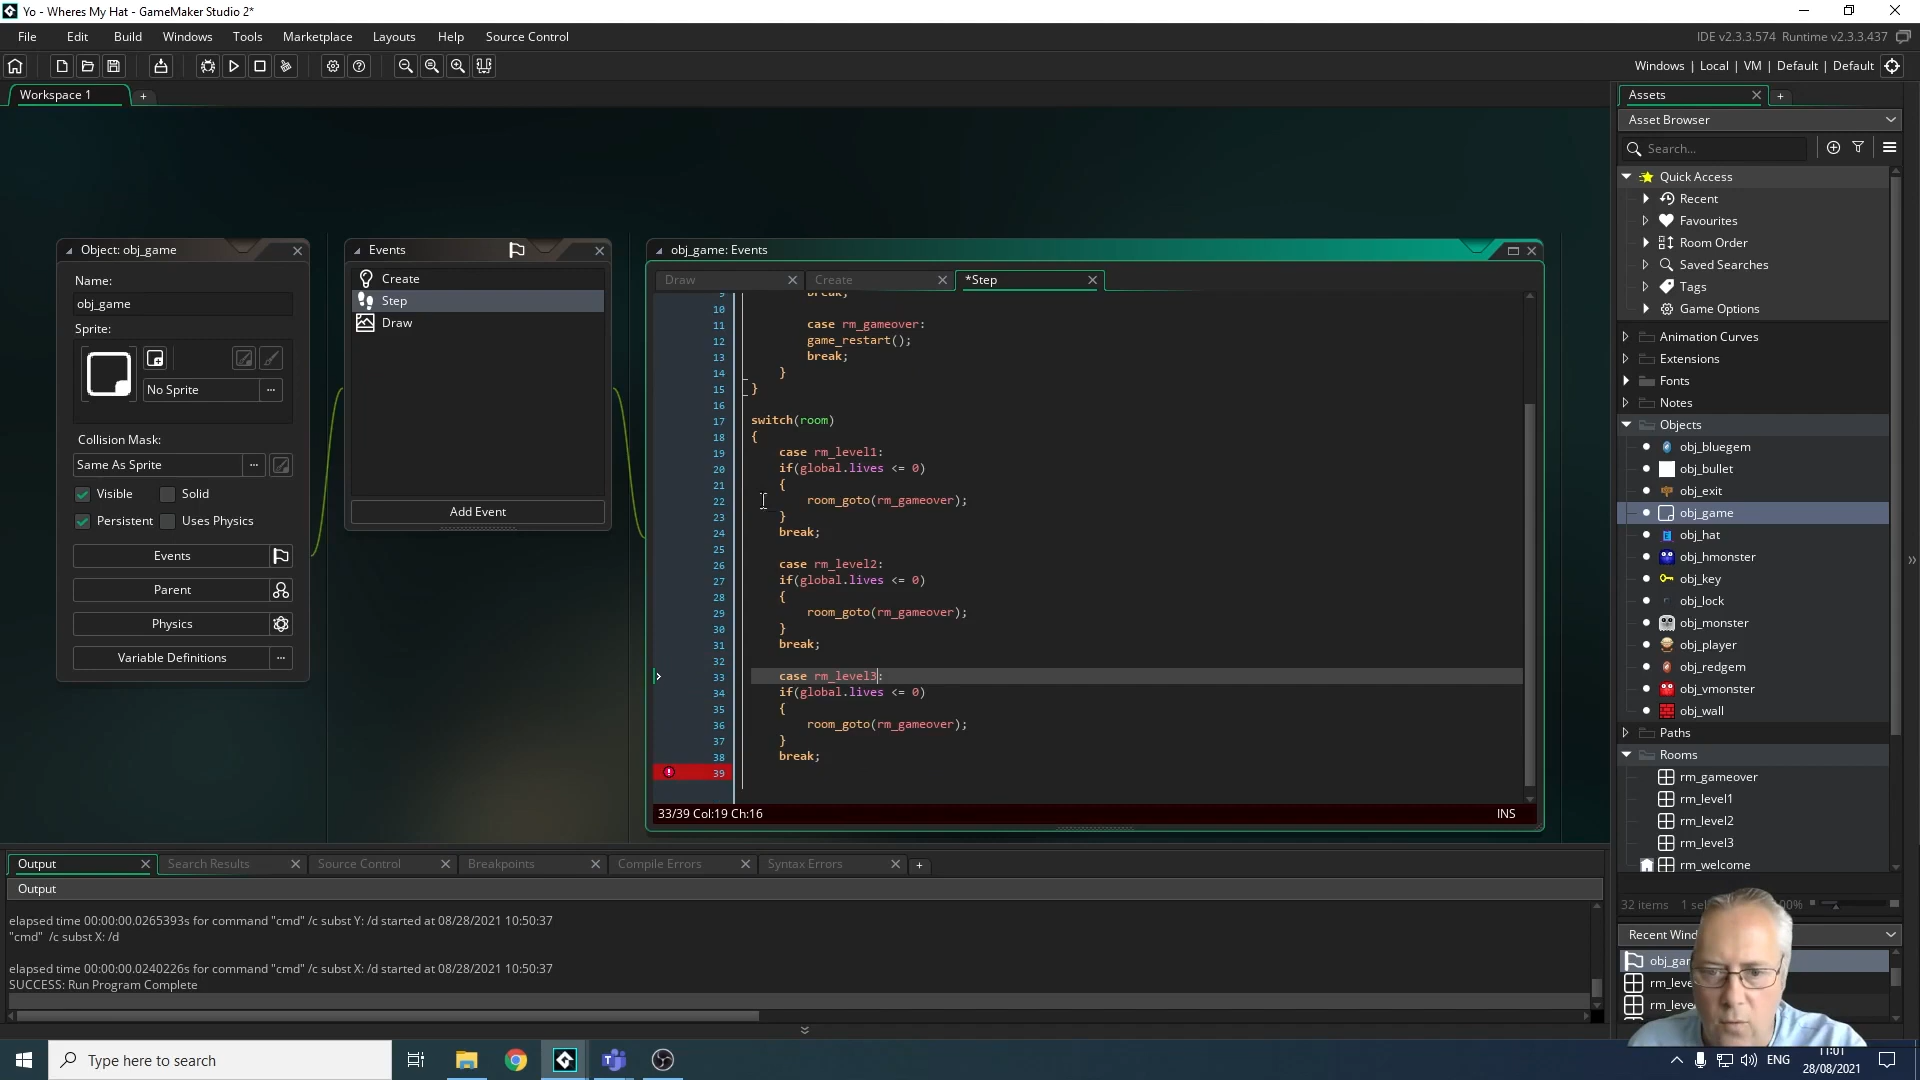 Yo - Wheres My Hat - GameMaker Studio 2*
File Edit Build Windows Tools Marketplace Layouts Help Source Control
IDE v2.3.3.574 Runtime v2.3.3.437
Windows | Local | VM | Default | Default
Workspace 1
Object: obj_game
Name:
obj_game
Sprite:
No Sprite
Collision Mask:
Same As Sprite
Visible Solid
Persistent Uses Physics
Events
Parent
Physics
Variable Definitions
Events
Create
Step
Draw
Add Event
obj_game: Events
Draw Create *Step
9 break;
10
11 case rm_gameover:
12 game_restart();
13 break;
14 }
15 }
16
17 switch(room)
18 {
19 case rm_level1:
20 if(global.lives <= 0)
21 {
22 room_goto(rm_gameover);
23 }
24 break;
25
26 case rm_level2:
27 if(global.lives <= 0)
28 {
29 room_goto(rm_gameover);
30 }
31 break;
32
33 case rm_level3:
34 if(global.lives <= 0)
35 {
36 room_goto(rm_gameover);
37 }
38 break;
39
33/39 Col:19 Ch:16 INS
Assets
Asset Browser
Search...
Quick Access
Recent
Favourites
Room Order
Saved Searches
Tags
Game Options
Animation Curves
Extensions
Fonts
Notes
Objects
obj_bluegem
obj_bullet
obj_exit
obj_game
obj_hat
obj_hmonster
obj_key
obj_lock
obj_monster
obj_player
obj_redgem
obj_vmonster
obj_wall
Paths
Rooms
rm_gameover
rm_level1
rm_level2
rm_level3
rm_welcome
32 items
Recent
Output Search Results Source Control Breakpoints Compile Errors Syntax Errors
Output
elapsed time 00:00:00.0265393s for command "cmd" /c subst Y: /d started at 08/28/2021 10:50:37
"cmd" /c subst X: /d
elapsed time 00:00:00.0240226s for command "cmd" /c subst X: /d started at 08/28/2021 10:50:37
SUCCESS: Run Program Complete
Type here to search
ENG
11:01
28/08/2021